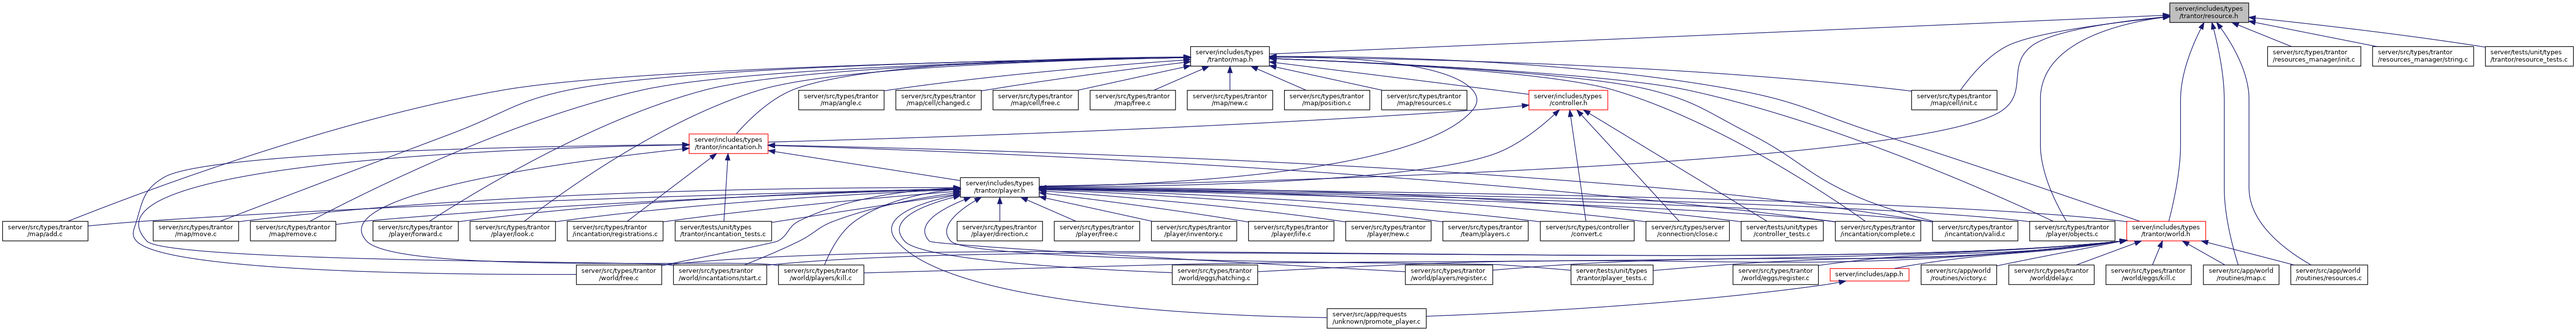 server/includes/types
/trantor/resource.h
server/includes/types
/trantor/map.h
server/src/types/trantor
/resources_manager/init.c
server/src/types/trantor
/resources_manager/string.c
server/tests/unit/types
/trantor/resource_tests.c
server/src/types/trantor
/map/angle.c
server/src/types/trantor
/map/cell/changed.c
server/src/types/trantor
/map/cell/free.c
server/src/types/trantor
/map/free.c
server/src/types/trantor
/map/new.c
server/src/types/trantor
/map/position.c
server/src/types/trantor
/map/resources.c
server/includes/types
/controller.h
server/src/types/trantor
/map/cell/init.c
server/includes/types
/trantor/incantation.h
server/includes/types
/trantor/player.h
server/src/types/trantor
/map/add.c
server/src/types/trantor
/map/move.c
server/src/types/trantor
/map/remove.c
server/src/types/trantor
/player/forward.c
server/src/types/trantor
/player/look.c
server/src/types/trantor
/incantation/registrations.c
server/tests/unit/types
/trantor/incantation_tests.c
server/src/types/trantor
/player/direction.c
server/src/types/trantor
/player/free.c
server/src/types/trantor
/player/inventory.c
server/src/types/trantor
/player/life.c
server/src/types/trantor
/player/new.c
server/src/types/trantor
/team/players.c
server/src/types/controller
/convert.c
server/src/types/server
/connection/close.c
server/tests/unit/types
/controller_tests.c
server/src/types/trantor
/incantation/complete.c
server/src/types/trantor
/incantation/valid.c
server/src/types/trantor
/player/objects.c
server/includes/types
/trantor/world.h
server/src/types/trantor
/world/free.c
server/src/types/trantor
/world/incantations/start.c
server/src/types/trantor
/world/players/kill.c
server/src/types/trantor
/world/eggs/hatching.c
server/src/types/trantor
/world/players/register.c
server/tests/unit/types
/trantor/player_tests.c
server/src/types/trantor
/world/eggs/register.c
server/includes/app.h
server/src/app/world
/routines/victory.c
server/src/types/trantor
/world/delay.c
server/src/types/trantor
/world/eggs/kill.c
server/src/app/world
/routines/map.c
server/src/app/world
/routines/resources.c
server/src/app/requests
/unknown/promote_player.c